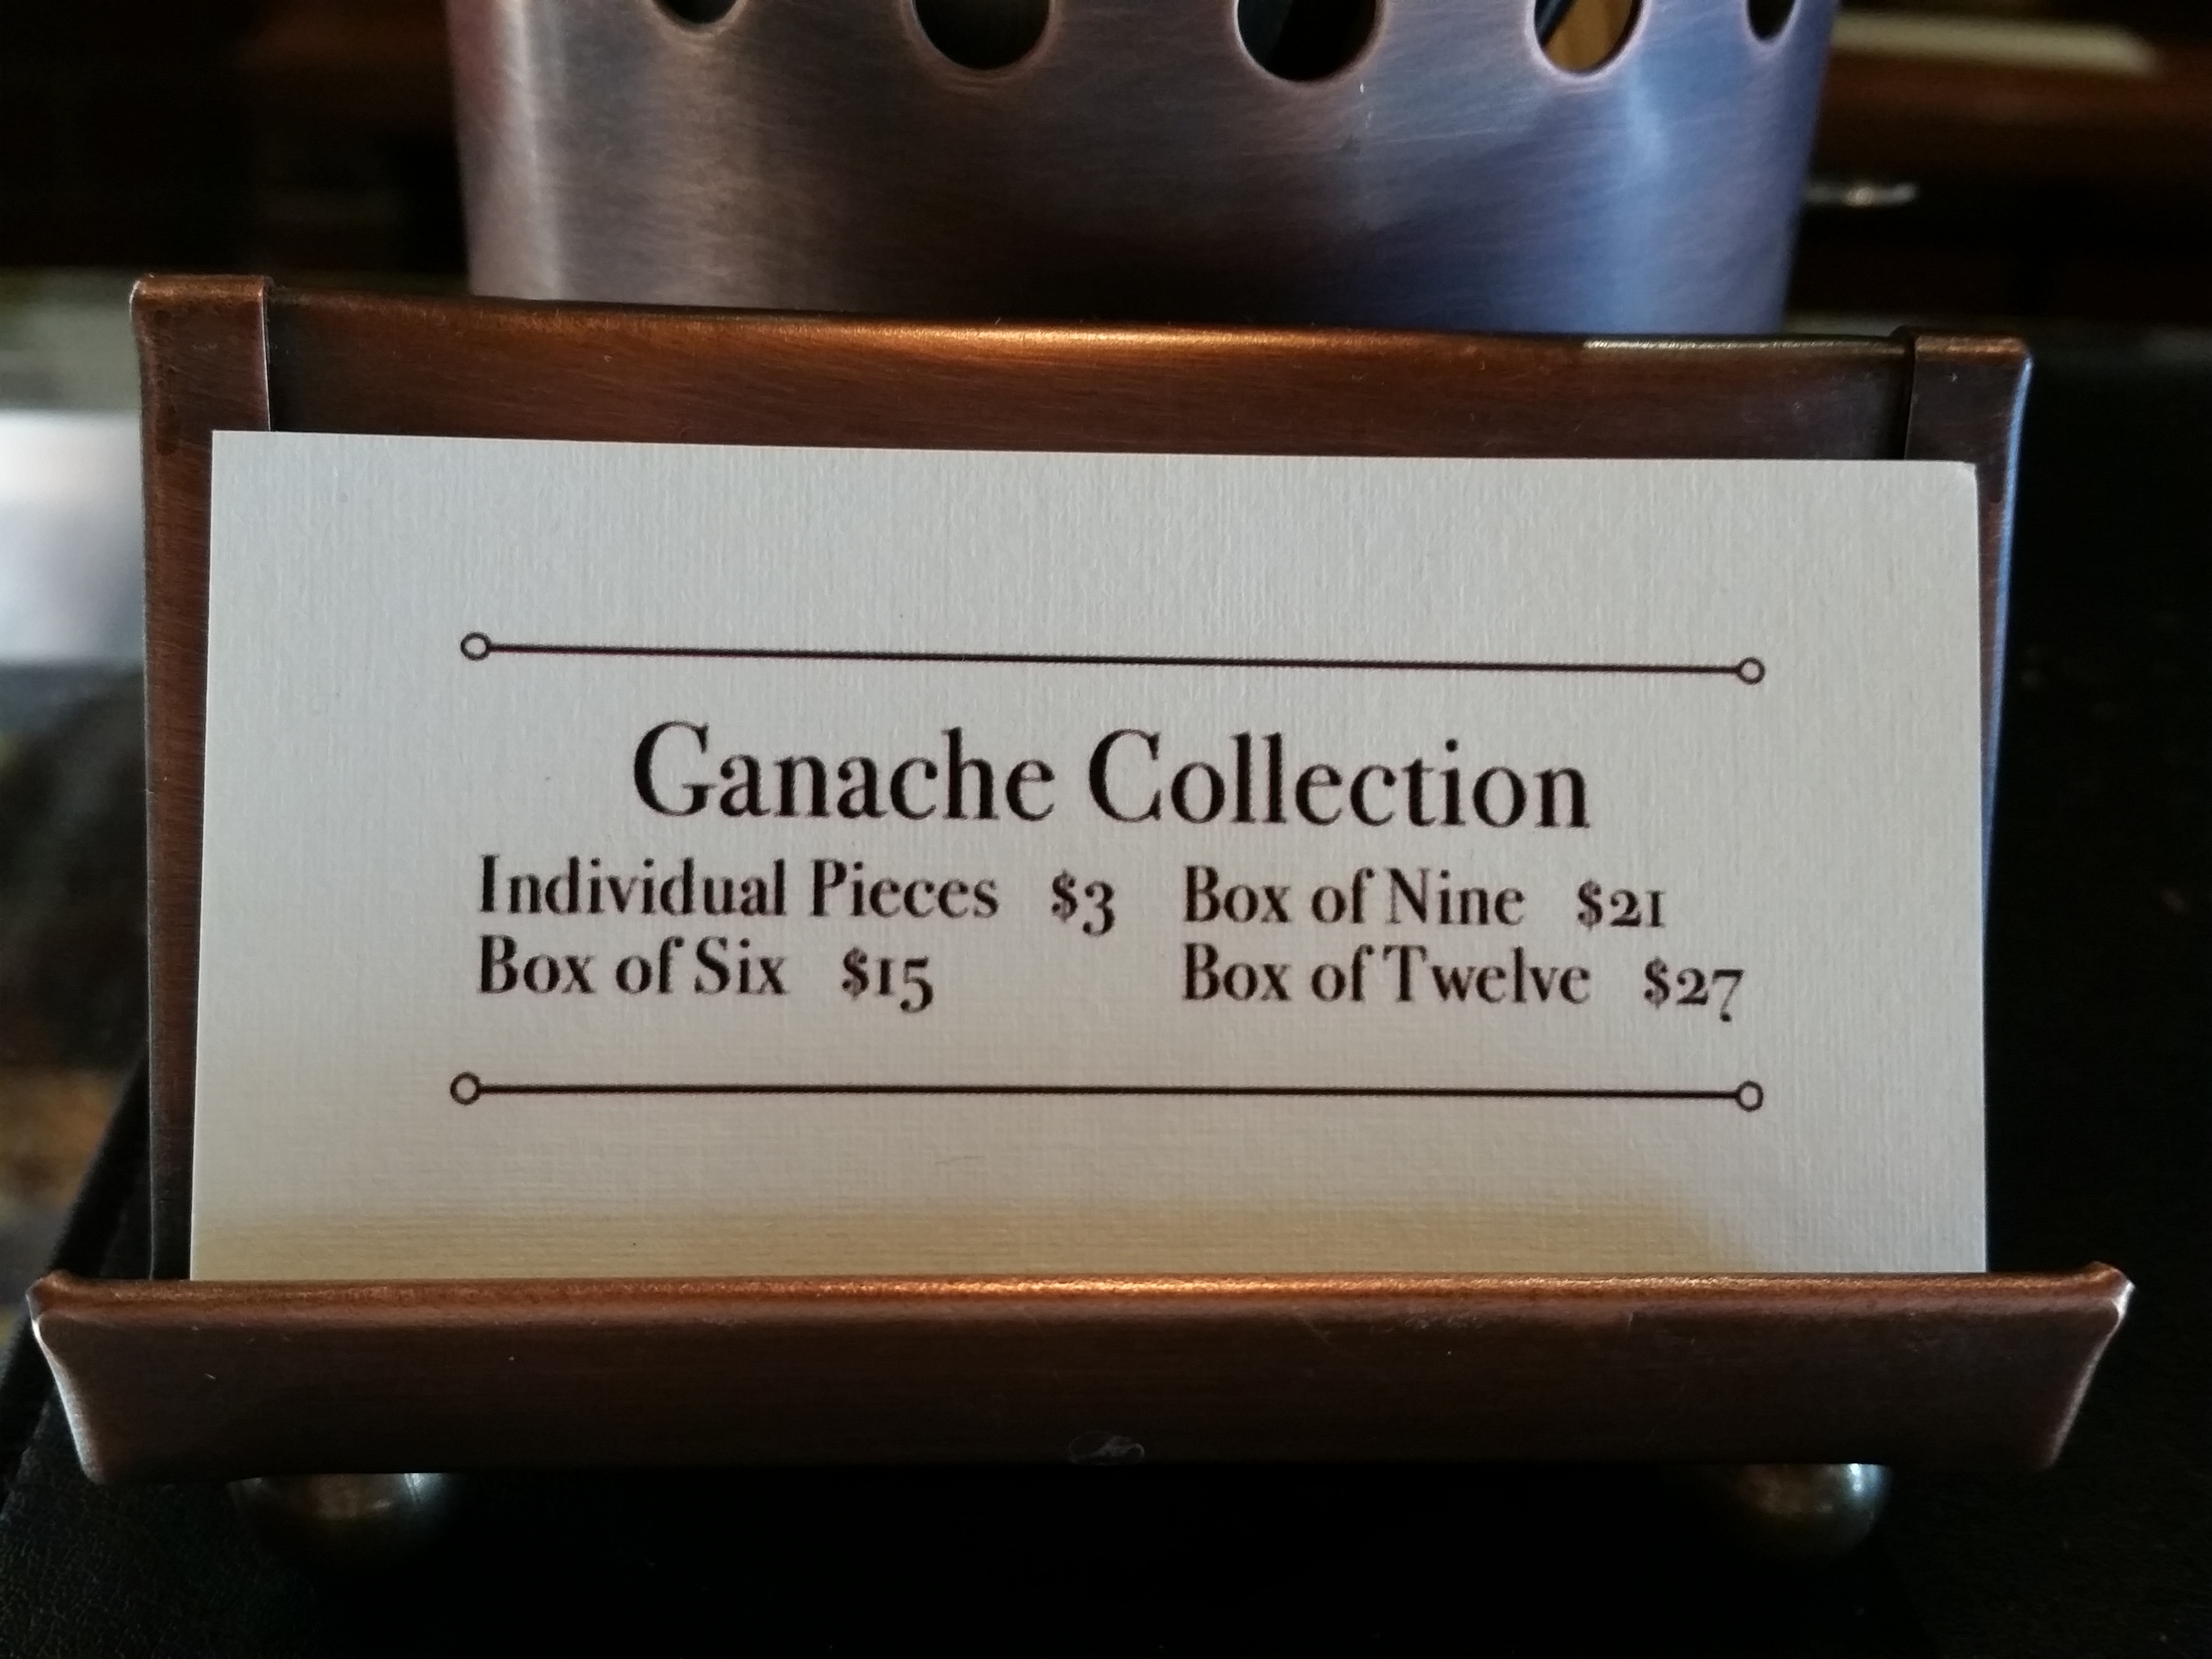 Ganache Collection
Individual Pieces $3 Box of Nine $21
Box of Six $15 Box of Twelve $27